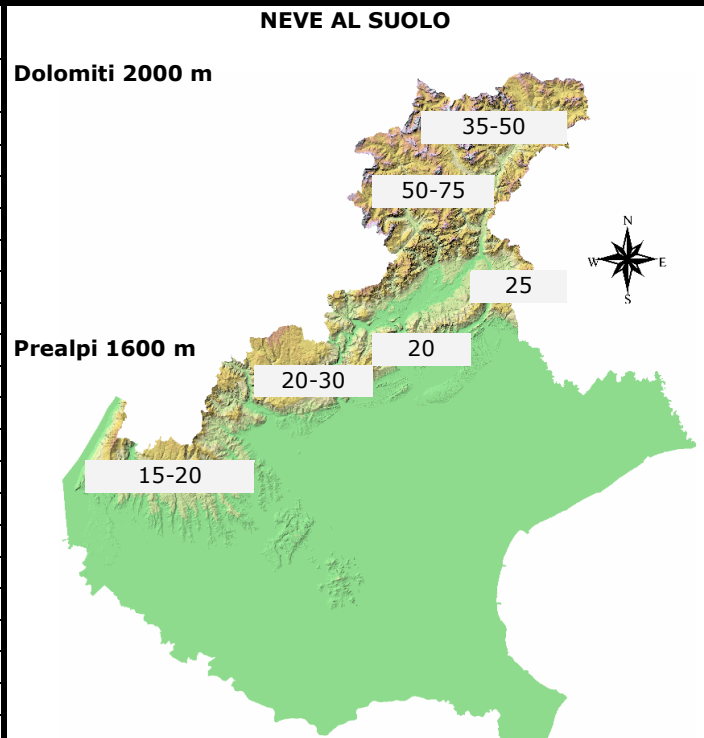 NEVE AL SUOLO
Dolomiti 2000 m
35-50
50-75
N
W E
S
25
Prealpi 1600 m
20
20-30
15-20